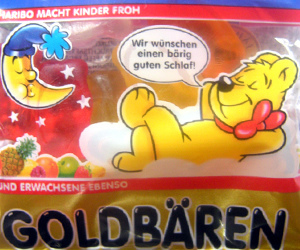 HARIBO MACHT KINDER FROH
Wir wünschen
einen bärig
guten Schlaf!
UND ERWACHSENE EBENSO
GOLDBÄREN